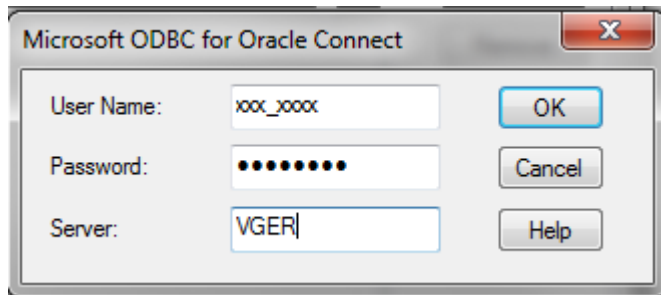 Microsoft ODBC for Oracle Connect
User Name: xxx_xxxx OK
Password: ●●●●●●●● Cancel
Server: VGER Help